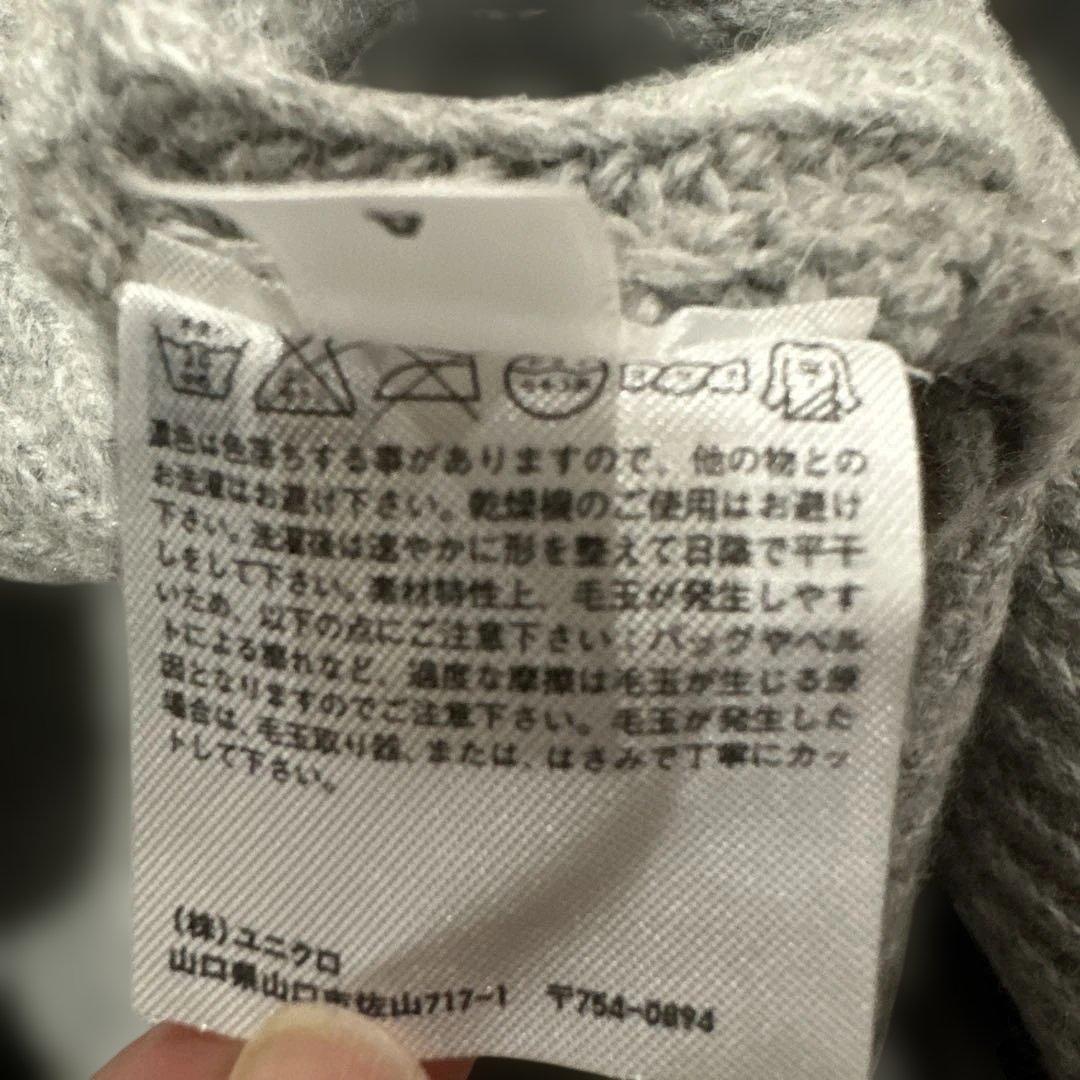 濃色は色落ちする事がありますので、他の物との
お洗濯はお避け下さい。乾燥機のご使用はお避け
下さい。洗濯後は速やかに形を整えて日陰で平干
しをして下さい。素材特性上、毛玉が発生しやす
いため、以下の点にご注意下さい:バッグやベル
トによる擦れなど、過度な摩擦は毛玉が生じる原
因となりますのでご注意下さい。毛玉が発生した
場合は、毛玉取り器、または、はさみで丁寧にカッ
トして下さい。
(株)ユニクロ
山口県山口市佐山717-1 〒754-0894